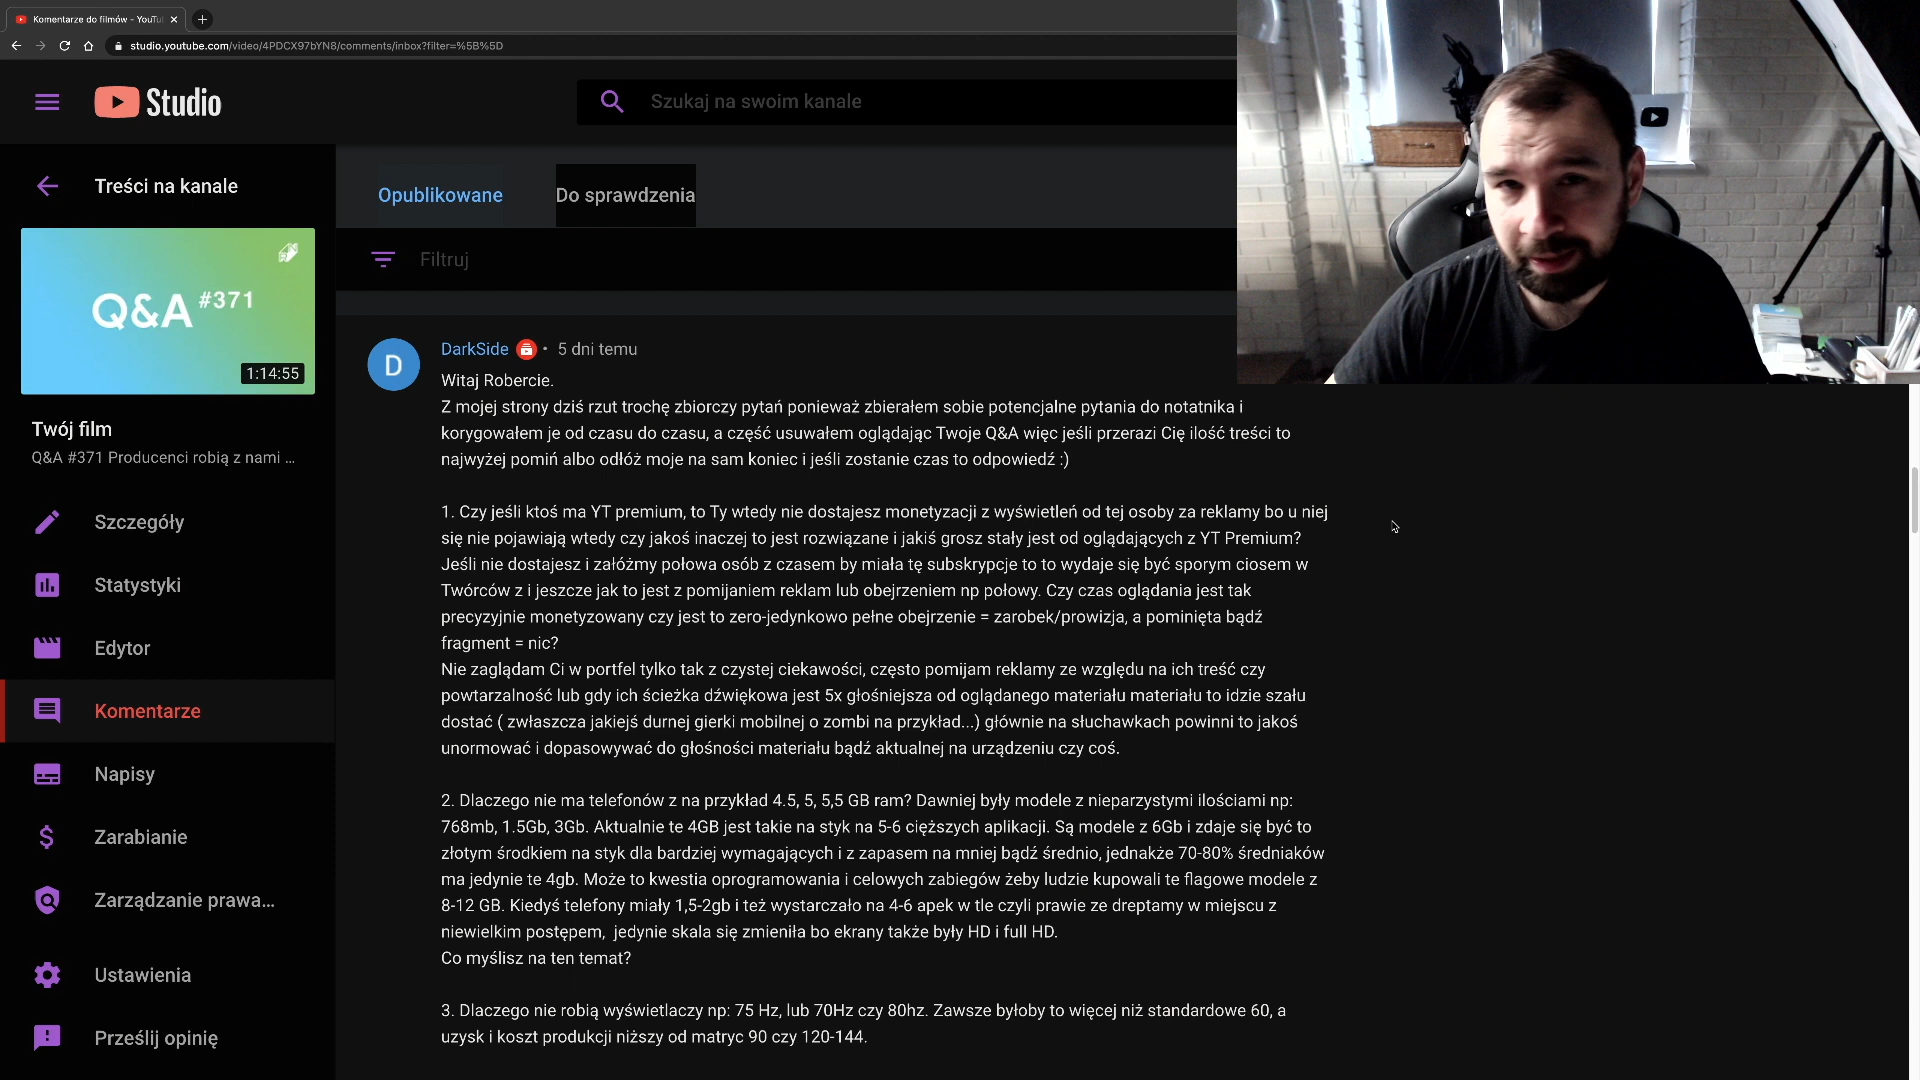 Komentarze do filmów - YouTu
studio.youtube.com/video/4PDCX97bYN8/comments/inbox?filter=%5B%5D
Studio
Szukaj na swoim kanale
Treści na kanale
Q&A #371
1:14:55
Twój film
Q&A #371 Producenci robią z nami ...
Szczegóły
Statystyki
Edytor
Komentarze
Napisy
Zarabianie
Zarządzanie prawa...
Ustawienia
Prześlij opinię
Opublikowane
Do sprawdzenia
Filtruj
D
DarkSide • 5 dni temu
Witaj Robercie.
Z mojej strony dziś rzut trochę zbiorczy pytań ponieważ zbierałem sobie potencjalne pytania do notatnika i
korygowałem je od czasu do czasu, a część usuwałem oglądając Twoje Q&A więc jeśli przerazi Cię ilość treści to
najwyżej pomiń albo odłóż moje na sam koniec i jeśli zostanie czas to odpowiedź :)
1. Czy jeśli ktoś ma YT premium, to Ty wtedy nie dostajesz monetyzacji z wyświetleń od tej osoby za reklamy bo u niej
się nie pojawiają wtedy czy jakoś inaczej to jest rozwiązane i jakiś grosz stały jest od oglądających z YT Premium?
Jeśli nie dostajesz i załóżmy połowa osób z czasem by miała tę subskrypcje to to wydaje się być sporym ciosem w
Twórców z i jeszcze jak to jest z pomijaniem reklam lub obejrzeniem np połowy. Czy czas oglądania jest tak
precyzyjnie monetyzowany czy jest to zero-jedynkowo pełne obejrzenie = zarobek/prowizja, a pominięta bądź
fragment = nic?
Nie zaglądam Ci w portfel tylko tak z czystej ciekawości, często pomijam reklamy ze względu na ich treść czy
powtarzalność lub gdy ich ścieżka dźwiękowa jest 5x głośniejsza od oglądanego materiału materiału to idzie szału
dostać ( zwłaszcza jakiejś durnej gierki mobilnej o zombi na przykład...) głównie na słuchawkach powinni to jakoś
unormować i dopasowywać do głośności materiału bądź aktualnej na urządzeniu czy coś.
2. Dlaczego nie ma telefonów z na przykład 4.5, 5, 5,5 GB ram? Dawniej były modele z nieparzystymi ilościami np:
768mb, 1.5Gb, 3Gb. Aktualnie te 4GB jest takie na styk na 5-6 cięższych aplikacji. Są modele z 6Gb i zdaje się być to
złotym środkiem na styk dla bardziej wymagających i z zapasem na mniej bądź średnio, jednakże 70-80% średniaków
ma jedynie te 4gb. Może to kwestia oprogramowania i celowych zabiegów żeby ludzie kupowali te flagowe modele z
8-12 GB. Kiedyś telefony miały 1,5-2gb i też wystarczało na 4-6 apek w tle czyli prawie ze dreptamy w miejscu z
niewielkim postępem,  jedynie skala się zmieniła bo ekrany także były HD i full HD.
Co myślisz na ten temat?
3. Dlaczego nie robią wyświetlaczy np: 75 Hz, lub 70Hz czy 80hz. Zawsze byłoby to więcej niż standardowe 60, a
uzysk i koszt produkcji niższy od matryc 90 czy 120-144.